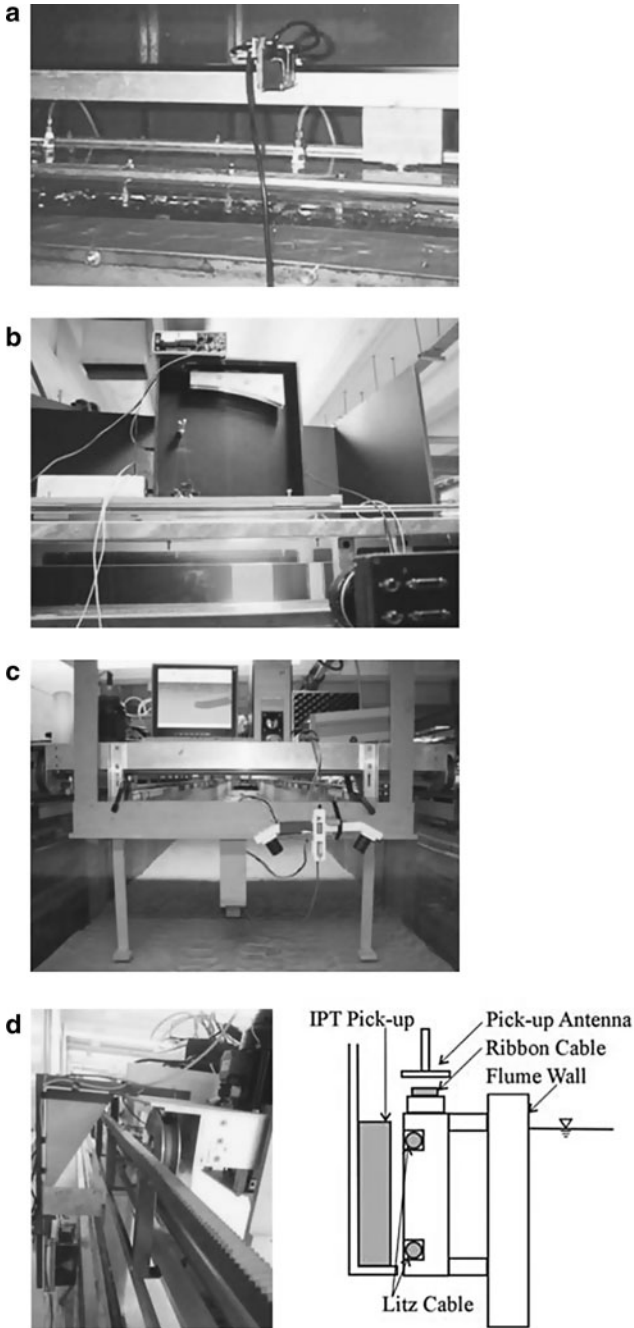 a
b
c
d
IPT Pick-up
Pick-up Antenna
Ribbon Cable
Flume Wall
Litz Cable